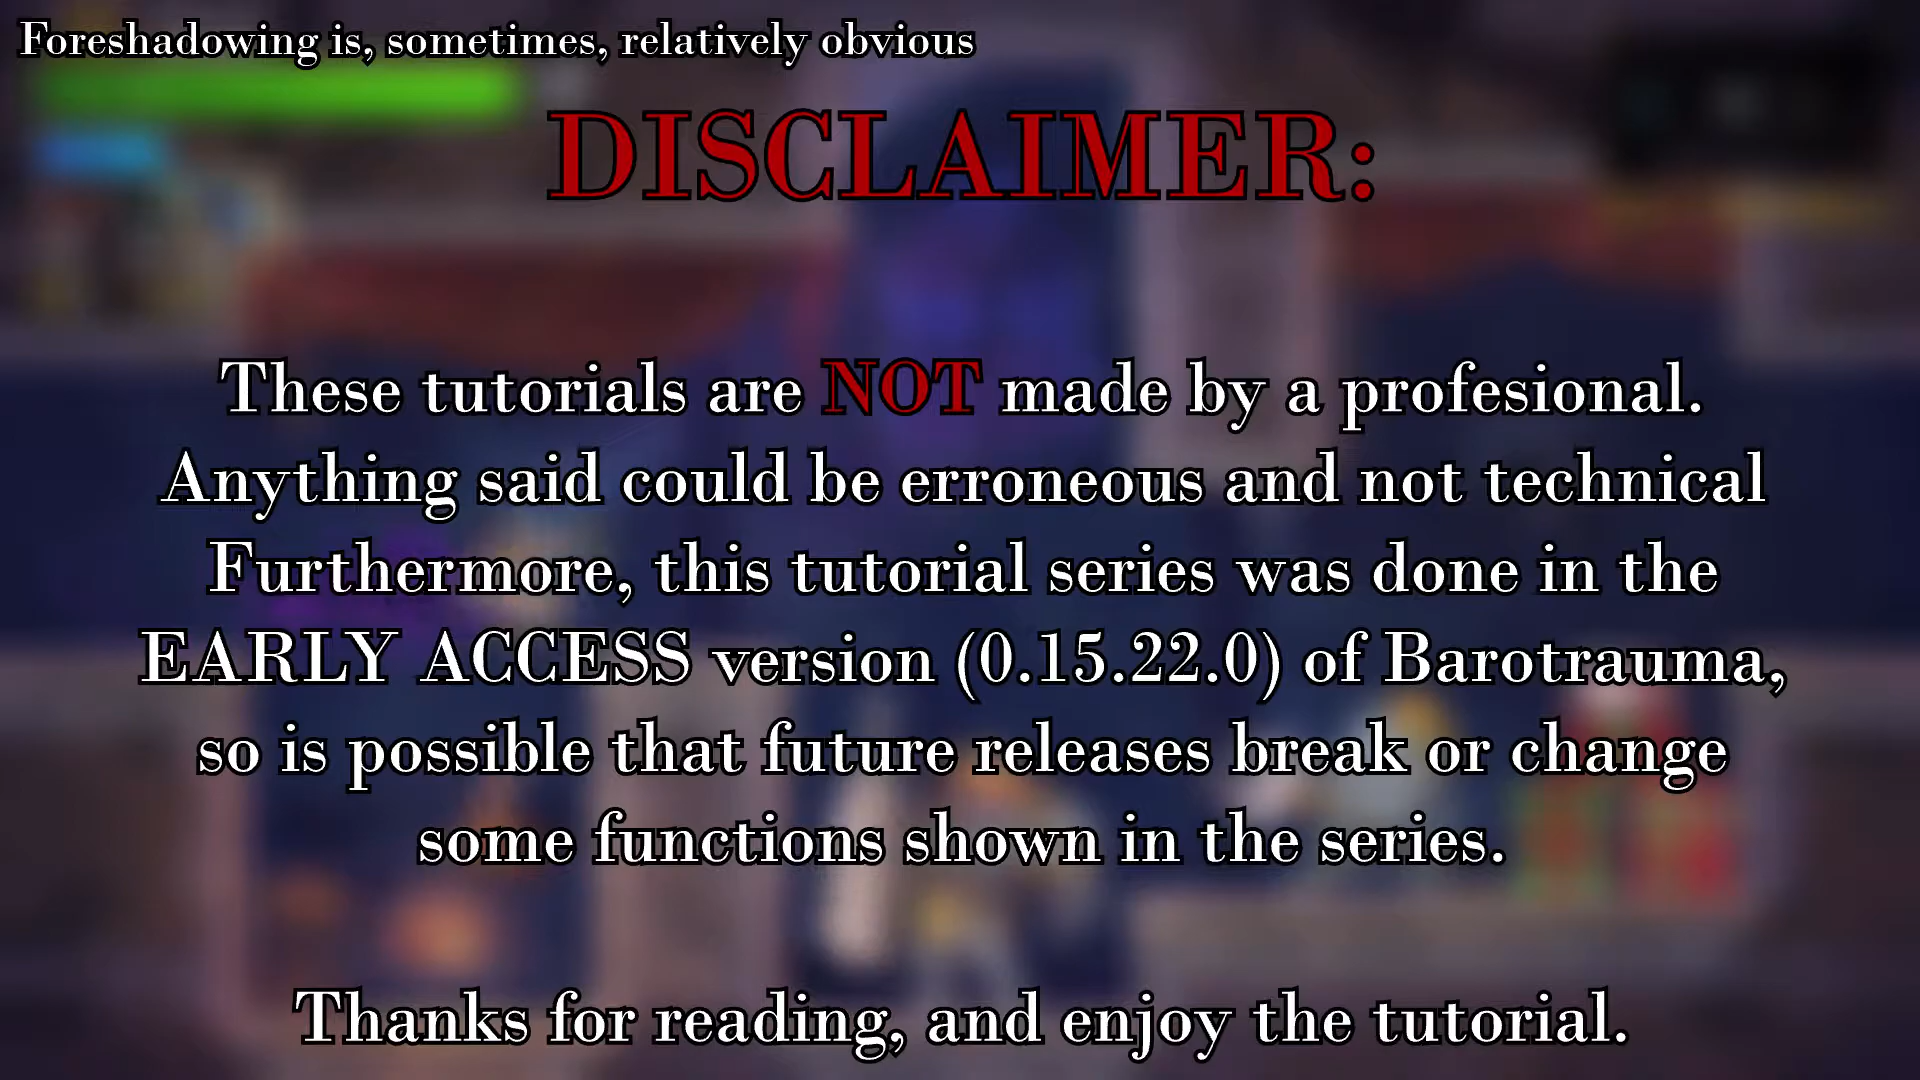 Foreshadowing is, sometimes, relatively obvious
DISCLAIMER:
These tutorials are NOT made by a profesional.
Anything said could be erroneous and not technical
Furthermore, this tutorial series was done in the
EARLY ACCESS version (0.15.22.0) of Barotrauma,
so is possible that future releases break or change
some functions shown in the series.
Thanks for reading, and enjoy the tutorial.